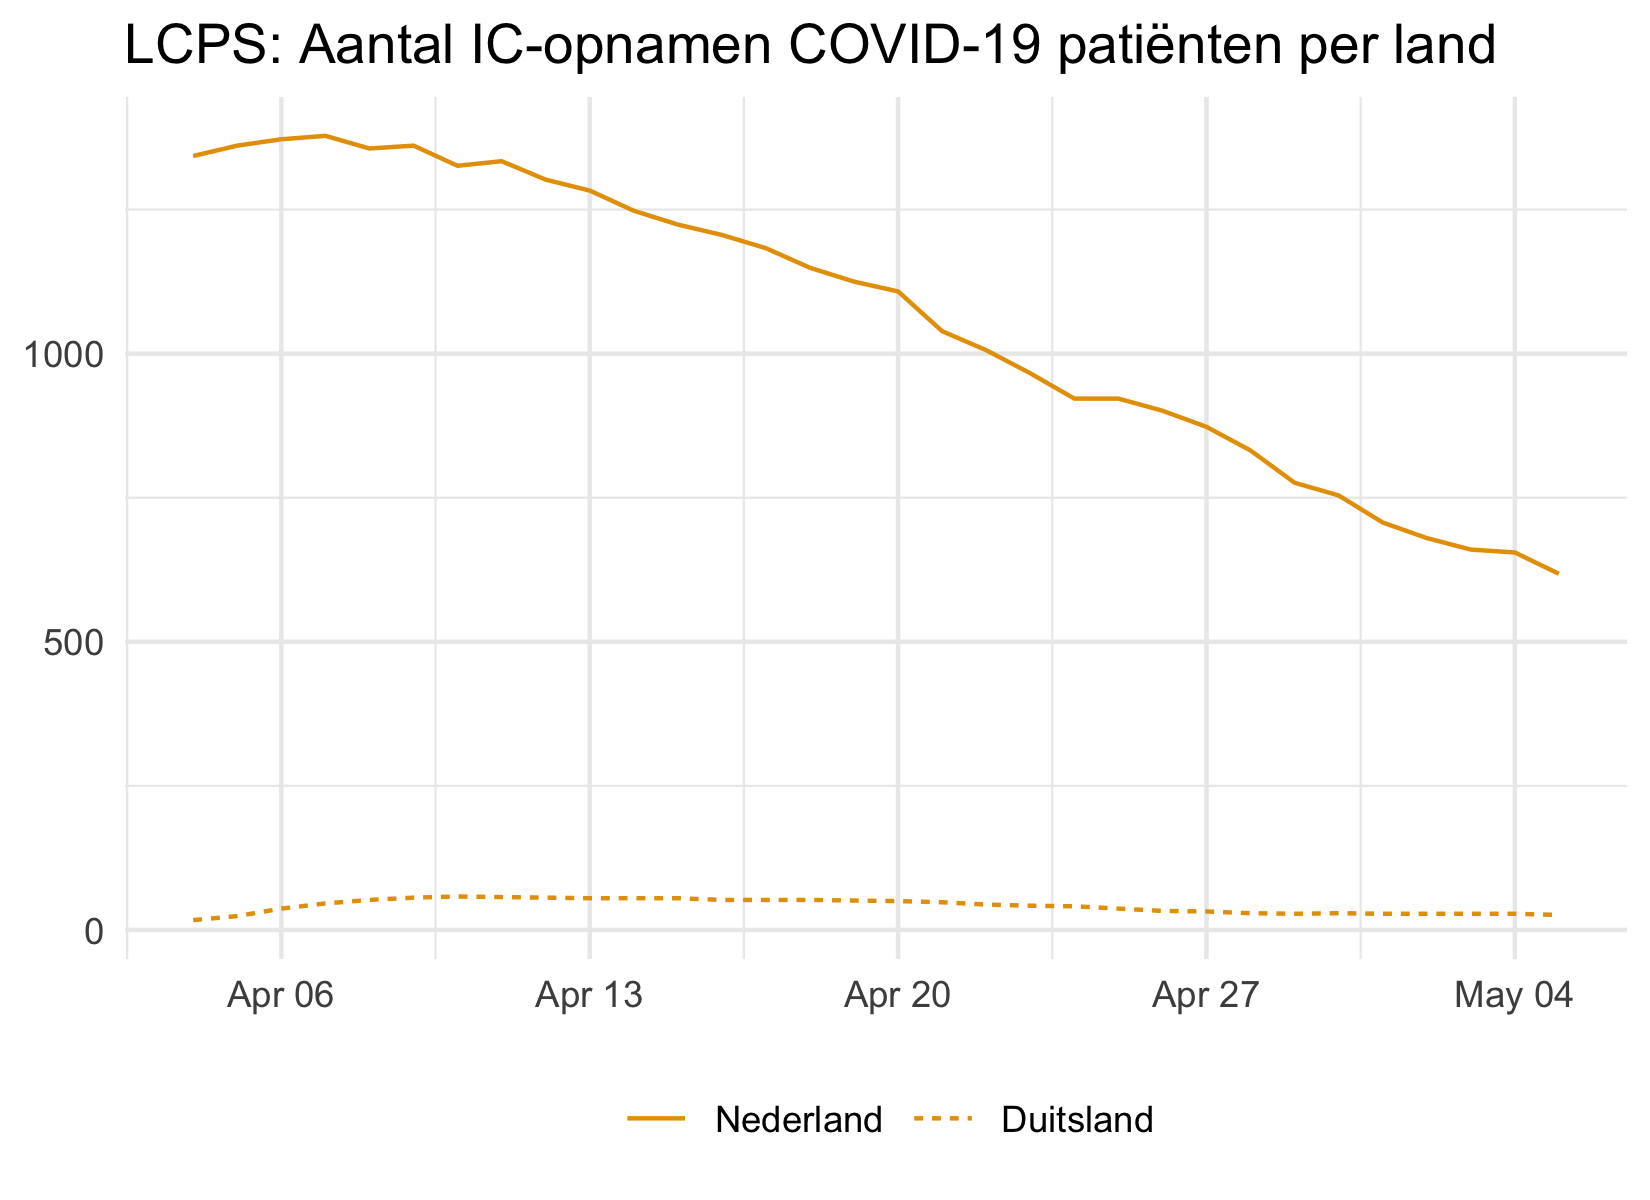 LCPS: Aantal IC-opnamen COVID-19 patiënten per land
1000
500
0
Apr 06 Apr 13 Apr 20 Apr 27 May 04
Nederland Duitsland